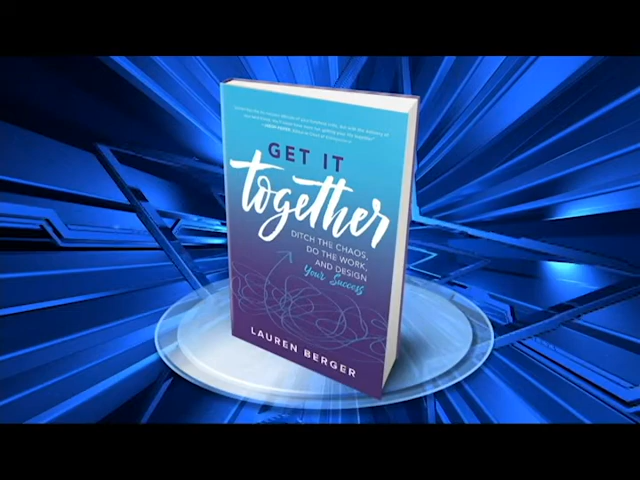 GET IT
together
DITCH THE CHAOS,
DO THE WORK,
AND DESIGN
Your Success
LAUREN BERGER